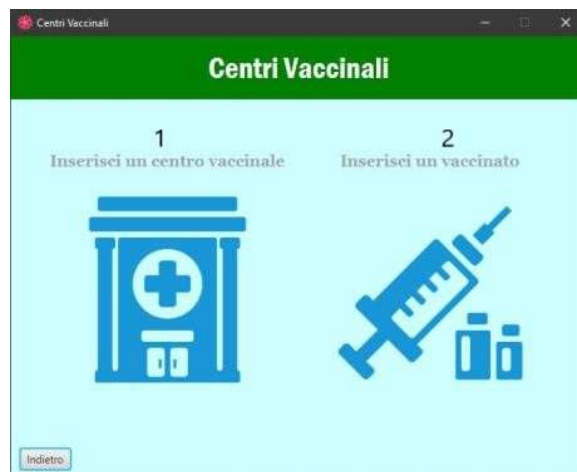 Centri Vaccinali
Centri Vaccinali
1
Inserisci un centro vaccinale
2
Inserisci un vaccinato
Indietro